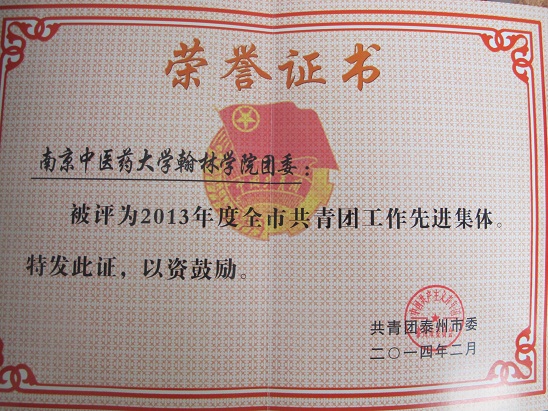 荣誉证书
南京中医药大学翰林学院团委：
被评为2013年度全市共青团工作先进集体。
特发此证，以资鼓励。
共青团泰州市委
二〇一四年二月